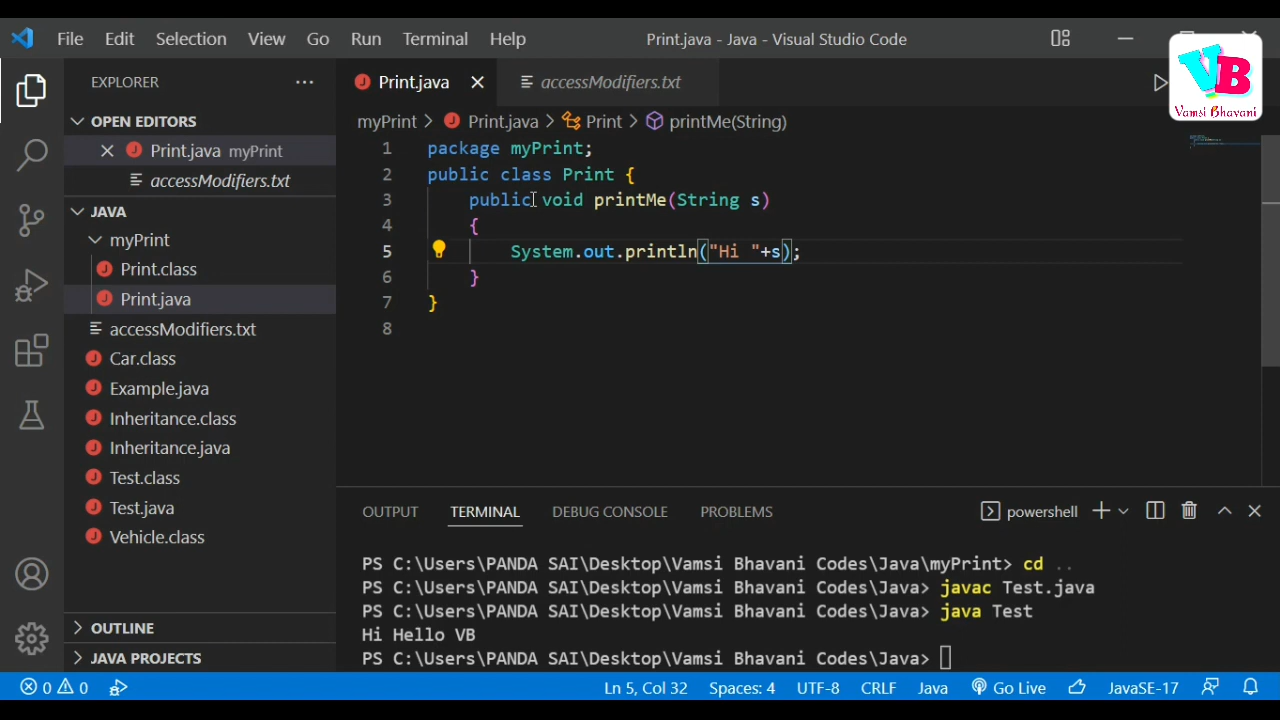 File Edit Selection View Go Run Terminal Help Print.java - Java - Visual Studio Code
VB
Vamsi Bhavani
EXPLORER
OPEN EDITORS
Print.java myPrint
accessModifiers.txt
JAVA
myPrint
Print.class
Print.java
accessModifiers.txt
Car.class
Example.java
Inheritance.class
Inheritance.java
Test.class
Test.java
Vehicle.class
OUTLINE
JAVA PROJECTS
Print.java accessModifiers.txt
myPrint > Print.java > Print > printMe(String)
1 package myPrint;
2 public class Print {
3 public void printMe(String s)
4 {
5 System.out.println("Hi "+s);
6 }
7 }
8
OUTPUT TERMINAL DEBUG CONSOLE PROBLEMS powershell
PS C:\Users\PANDA SAI\Desktop\Vamsi Bhavani Codes\Java\myPrint> cd ..
PS C:\Users\PANDA SAI\Desktop\Vamsi Bhavani Codes\Java> javac Test.java
PS C:\Users\PANDA SAI\Desktop\Vamsi Bhavani Codes\Java> java Test
Hi Hello VB
PS C:\Users\PANDA SAI\Desktop\Vamsi Bhavani Codes\Java>
0 0 Ln 5, Col 32 Spaces: 4 UTF-8 CRLF Java Go Live JavaSE-17